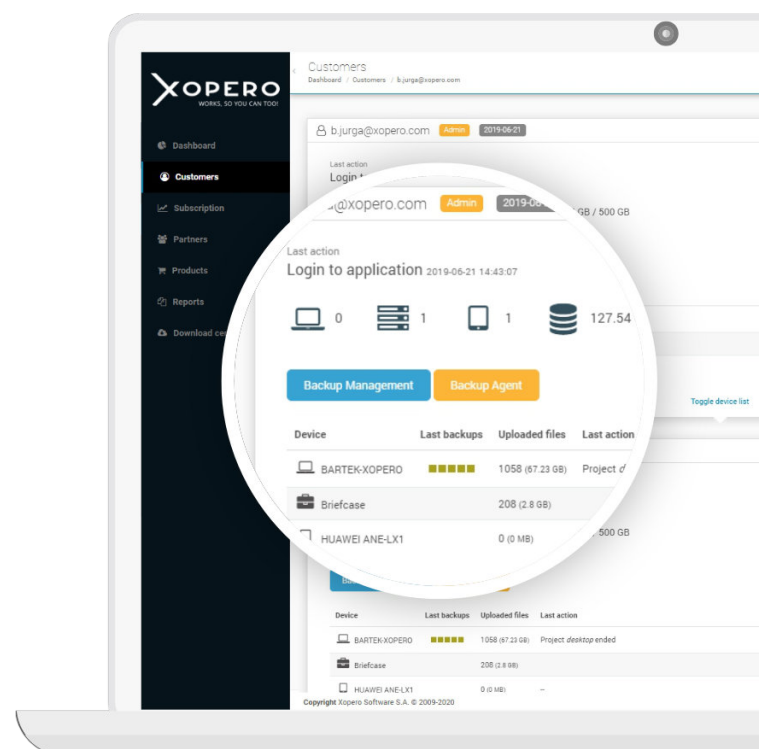 XOPERO
WORKS, SO YOU CAN TOO!
Dashboard
Customers
Subscription
Partners
Products
Reports
Download
Customers
Dashboard / Customers / b.jurga@xopero.com
b.jurga@xopero.com Admin 2019-06-21
Last action
Login
GB / 500 GB
@xopero.com Admin 2019-06
Last action
Login to application 2019-06-21 14:43:07
0 1 1 127.54
Backup Management Backup Agent
Toggle device list
Device Last backups Uploaded files Last action
BARTEK-XOPERO 1058 (67.23 GB) Project
Briefcase 208 (2.8 GB)
HUAWEI ANE-LX1 0 (0 MB)
500 GB
Device Last backups Uploaded files Last action
BARTEK-XOPERO 1058 (67.23 GB) Project desktop ended
Briefcase 208 (2.8 GB)
HUAWEI ANE-LX1 0 (0 MB) --
Copyright Xopero Software S.A. © 2009-2020